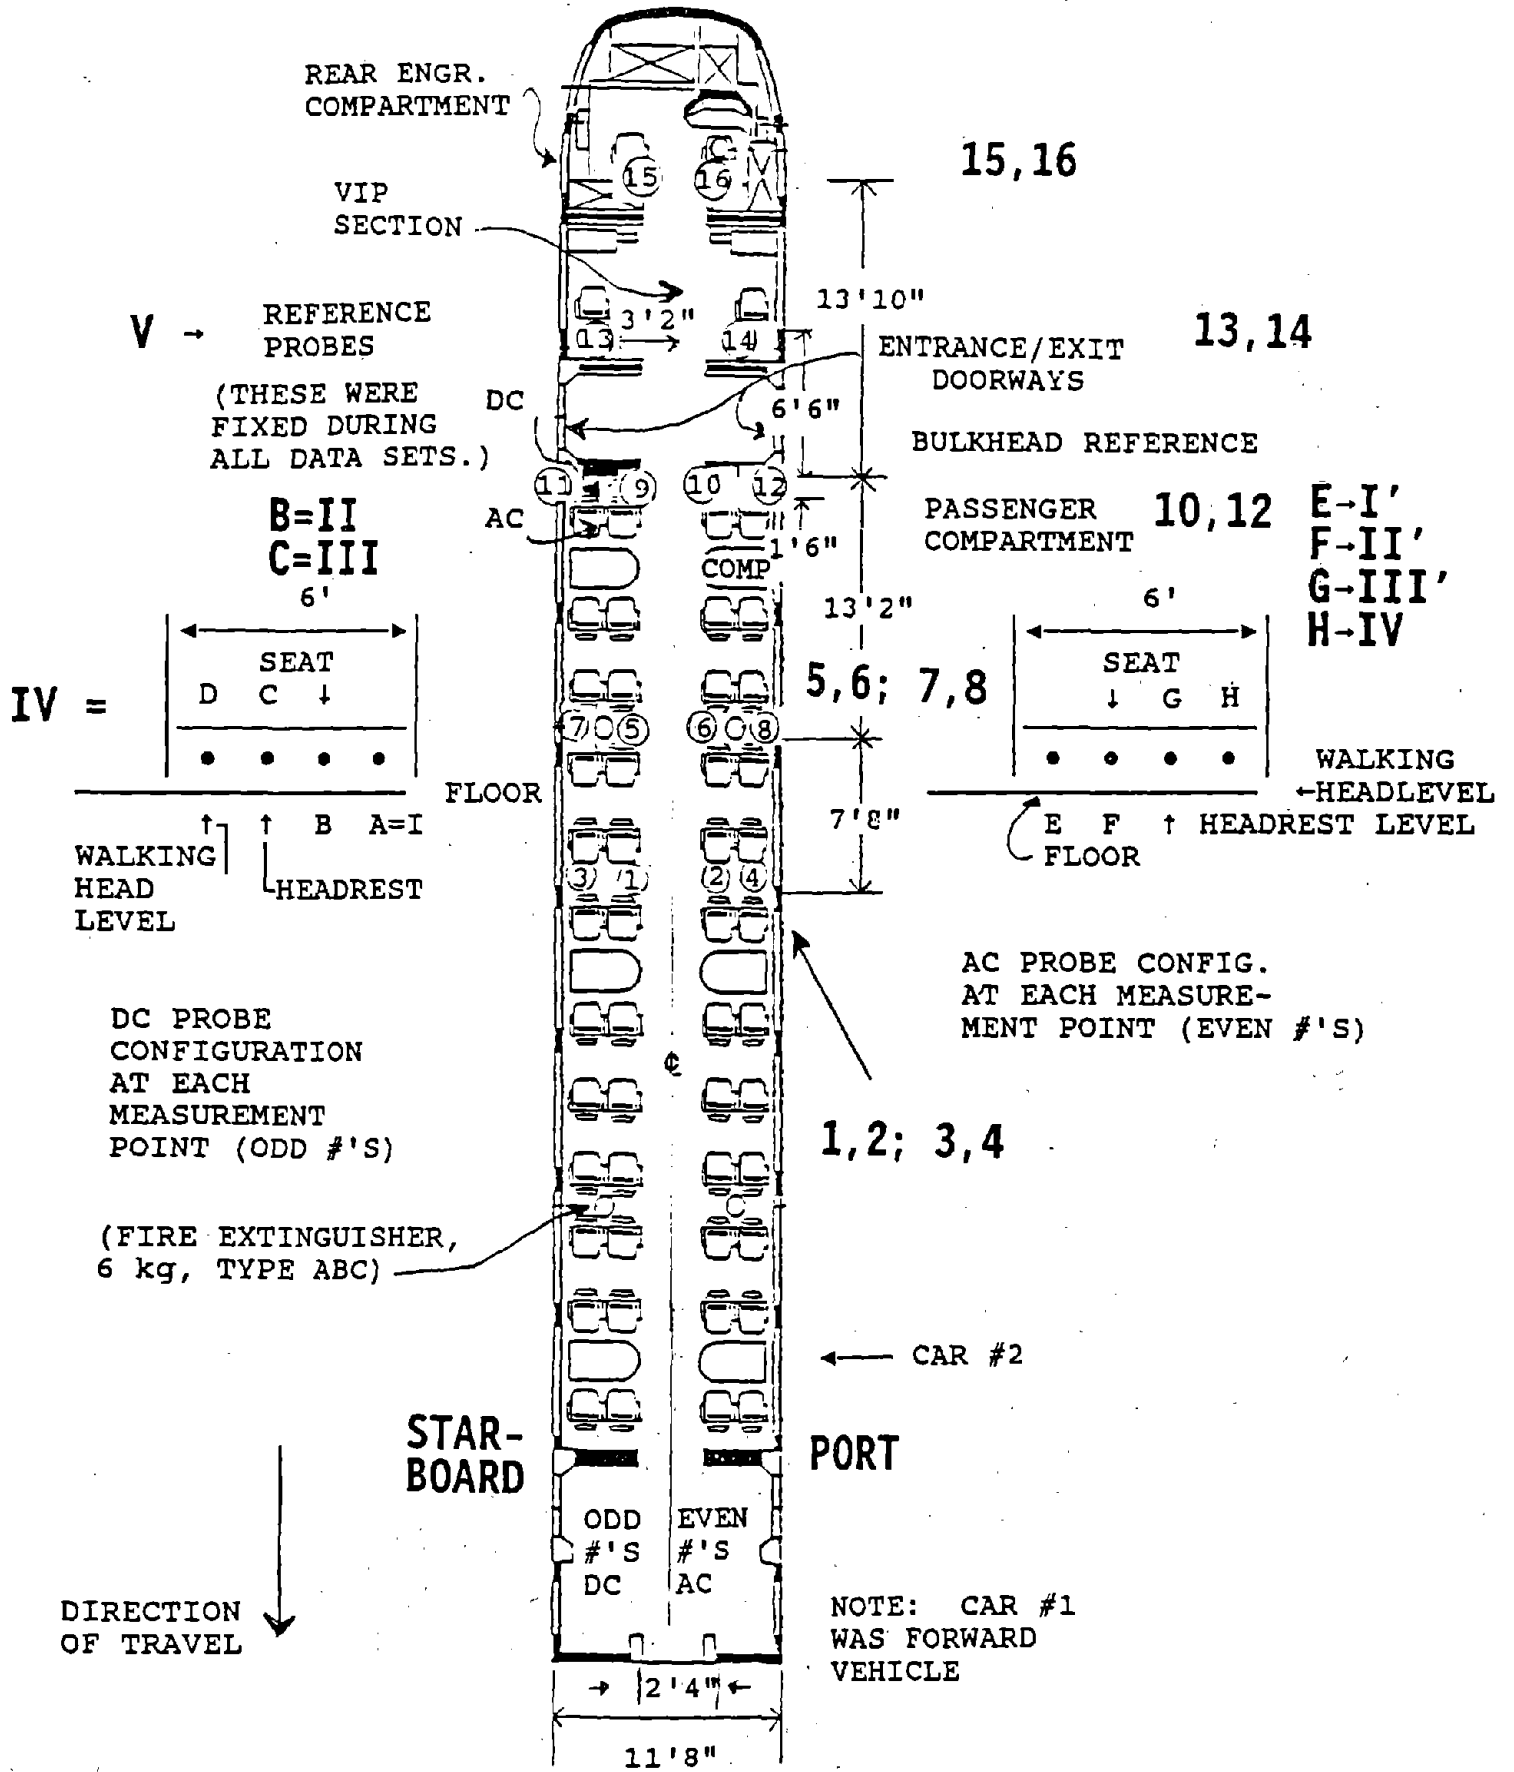 REAR ENGR.
COMPARTMENT
15 16
15,16
VIP
SECTION
13'10"
V → REFERENCE
PROBES
3'2"
13 14
13,14
ENTRANCE/EXIT
DOORWAYS
(THESE WERE
FIXED DURING
ALL DATA SETS.)
DC
6'6"
BULKHEAD REFERENCE
11 9 10 12
B=II
C=III
AC
PASSENGER
COMPARTMENT
10,12
E→I'
F→II'
G→III'
H→IV
1'6"
COMP
13'2"
6'
SEAT
D C ↓
IV =
5,6; 7,8
6'
SEAT
↓ G H
7 5 6 8
FLOOR
↑ ↑ B A=I
WALKING
HEAD
LEVEL
HEADREST
7'8"
WALKING
←HEADLEVEL
E F ↑ HEADREST LEVEL
FLOOR
3 1 2 4
AC PROBE CONFIG.
AT EACH MEASURE-
MENT POINT (EVEN #'S)
DC PROBE
CONFIGURATION
AT EACH
MEASUREMENT
POINT (ODD #'S)
℄
1,2; 3,4
(FIRE EXTINGUISHER,
6 kg, TYPE ABC)
← CAR #2
STAR-
BOARD
PORT
ODD
#'S
DC
EVEN
#'S
AC
DIRECTION
OF TRAVEL
NOTE: CAR #1
WAS FORWARD
VEHICLE
2'4"
11'8"